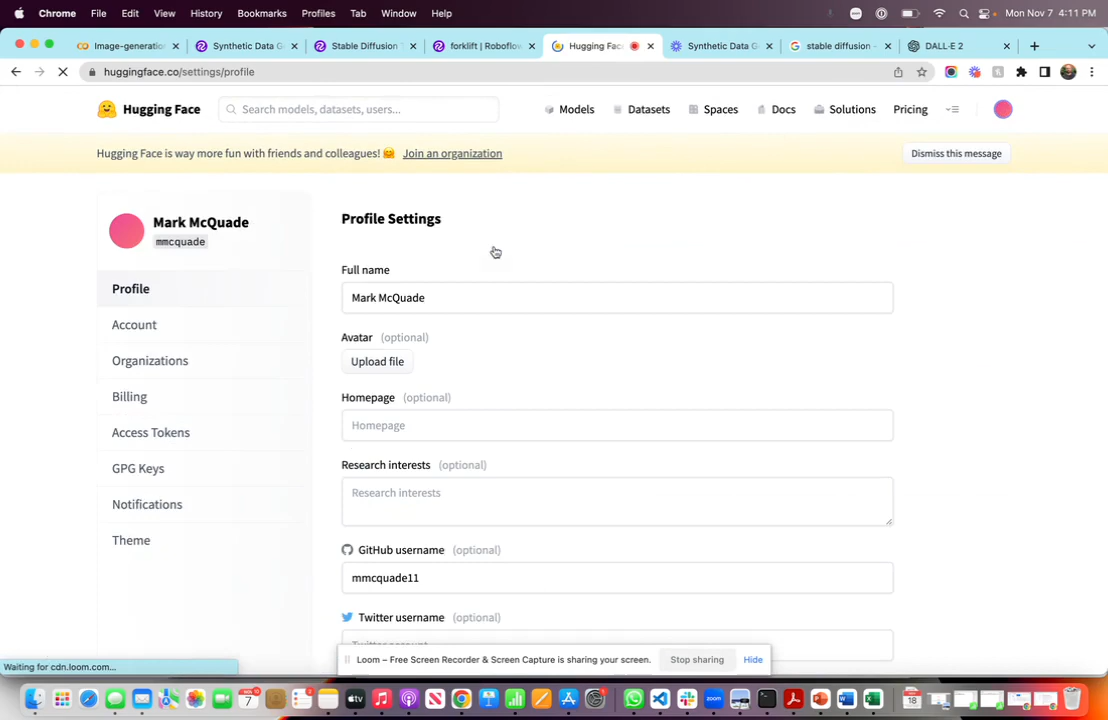 Chrome File Edit View History Bookmarks Profiles Tab Window Help Mon Nov 7 4:11 PM
Image-generatio Synthetic Data G Stable Diffusion forklift | Roboflow Hugging Fac Synthetic Data G stable diffusion - DALL·E 2
huggingface.co/settings/profile
Hugging Face Search models, datasets, users... Models Datasets Spaces Docs Solutions Pricing
Hugging Face is way more fun with friends and colleagues! 🤗 Join an organization Dismiss this message
Mark McQuade
mmcquade
Profile
Account
Organizations
Billing
Access Tokens
GPG Keys
Notifications
Theme
Profile Settings
Full name
Mark McQuade
Avatar (optional)
Upload file
Homepage (optional)
Homepage
Research interests (optional)
Research interests
GitHub username (optional)
mmcquade11
Twitter username (optional)
Waiting for cdn.loom.com...
Loom – Free Screen Recorder & Screen Capture is sharing your screen. Stop sharing Hide